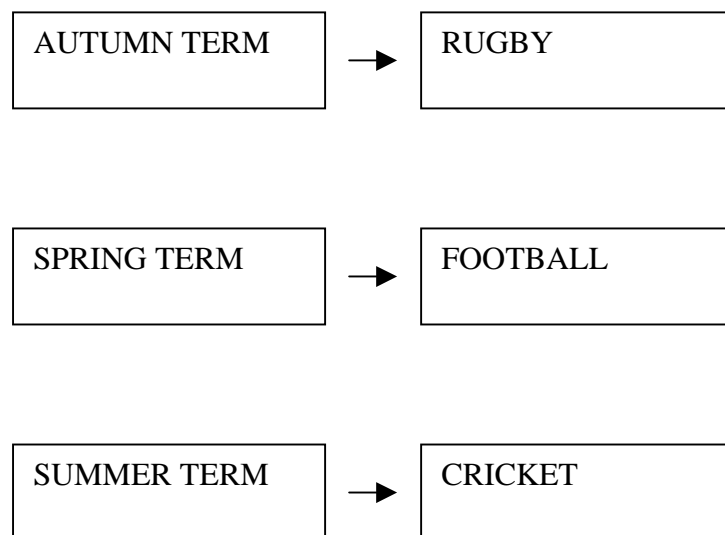 AUTUMN TERM
RUGBY
SPRING TERM
FOOTBALL
SUMMER TERM
CRICKET